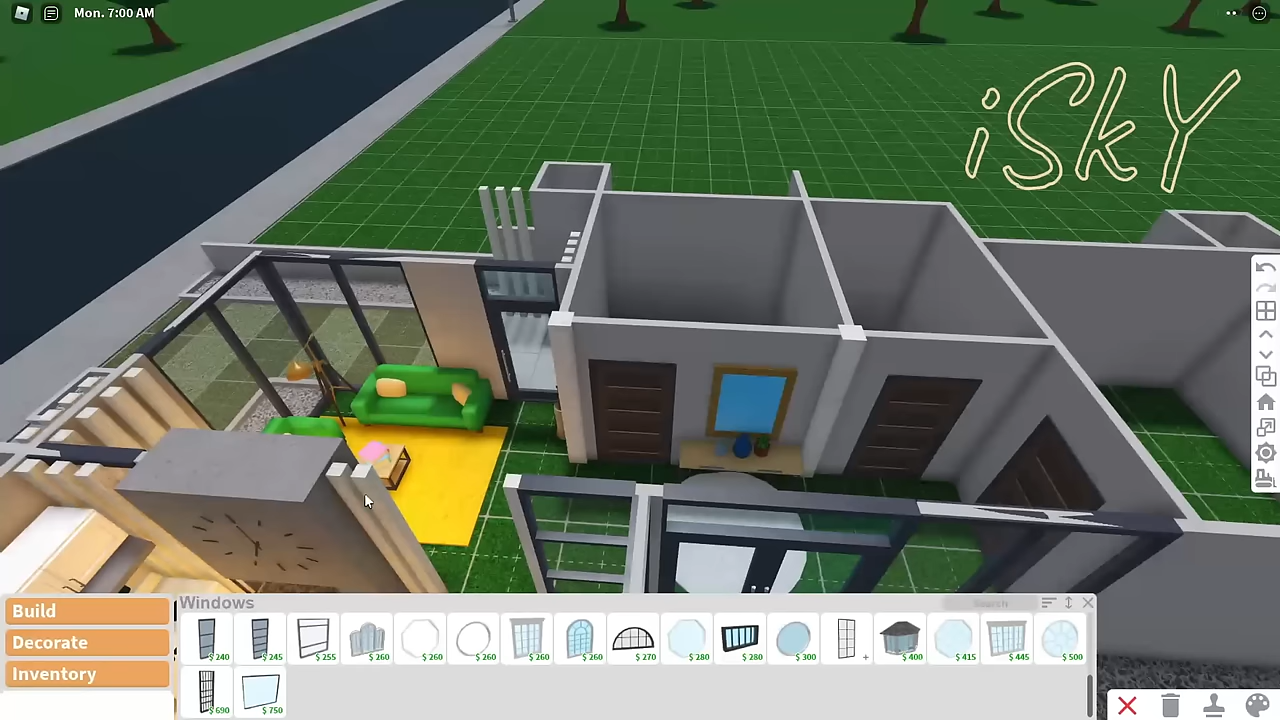 Mon. 7:00 AM
iSkY
Build
Decorate
Inventory
Windows
Search
$ 240
$ 245
$ 255
$ 260
$ 260
$ 260
$ 260
$ 260
$ 270
$ 280
$ 280
$ 300
+
$ 400
$ 415
$ 445
$ 500
$ 690
$ 750